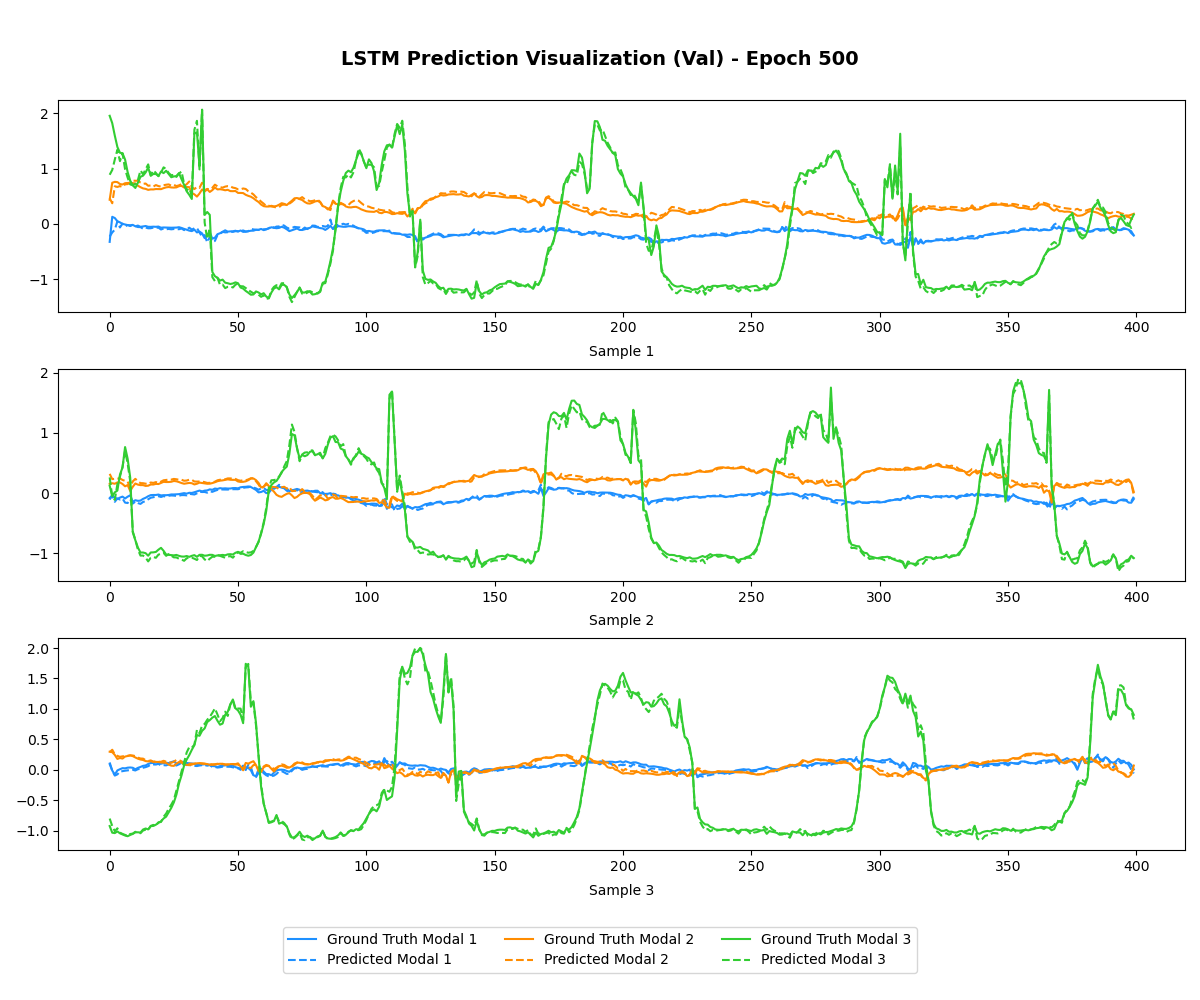 LSTM Prediction Visualization (Val) - Epoch 500
2
1
0
−1
0 50 100 150 200 250 300 350 400
Sample 1
2
1
0
−1
0 50 100 150 200 250 300 350 400
Sample 2
2.0
1.5
1.0
0.5
0.0
−0.5
−1.0
0 50 100 150 200 250 300 350 400
Sample 3
Ground Truth Modal 1 Ground Truth Modal 2 Ground Truth Modal 3
Predicted Modal 1 Predicted Modal 2 Predicted Modal 3